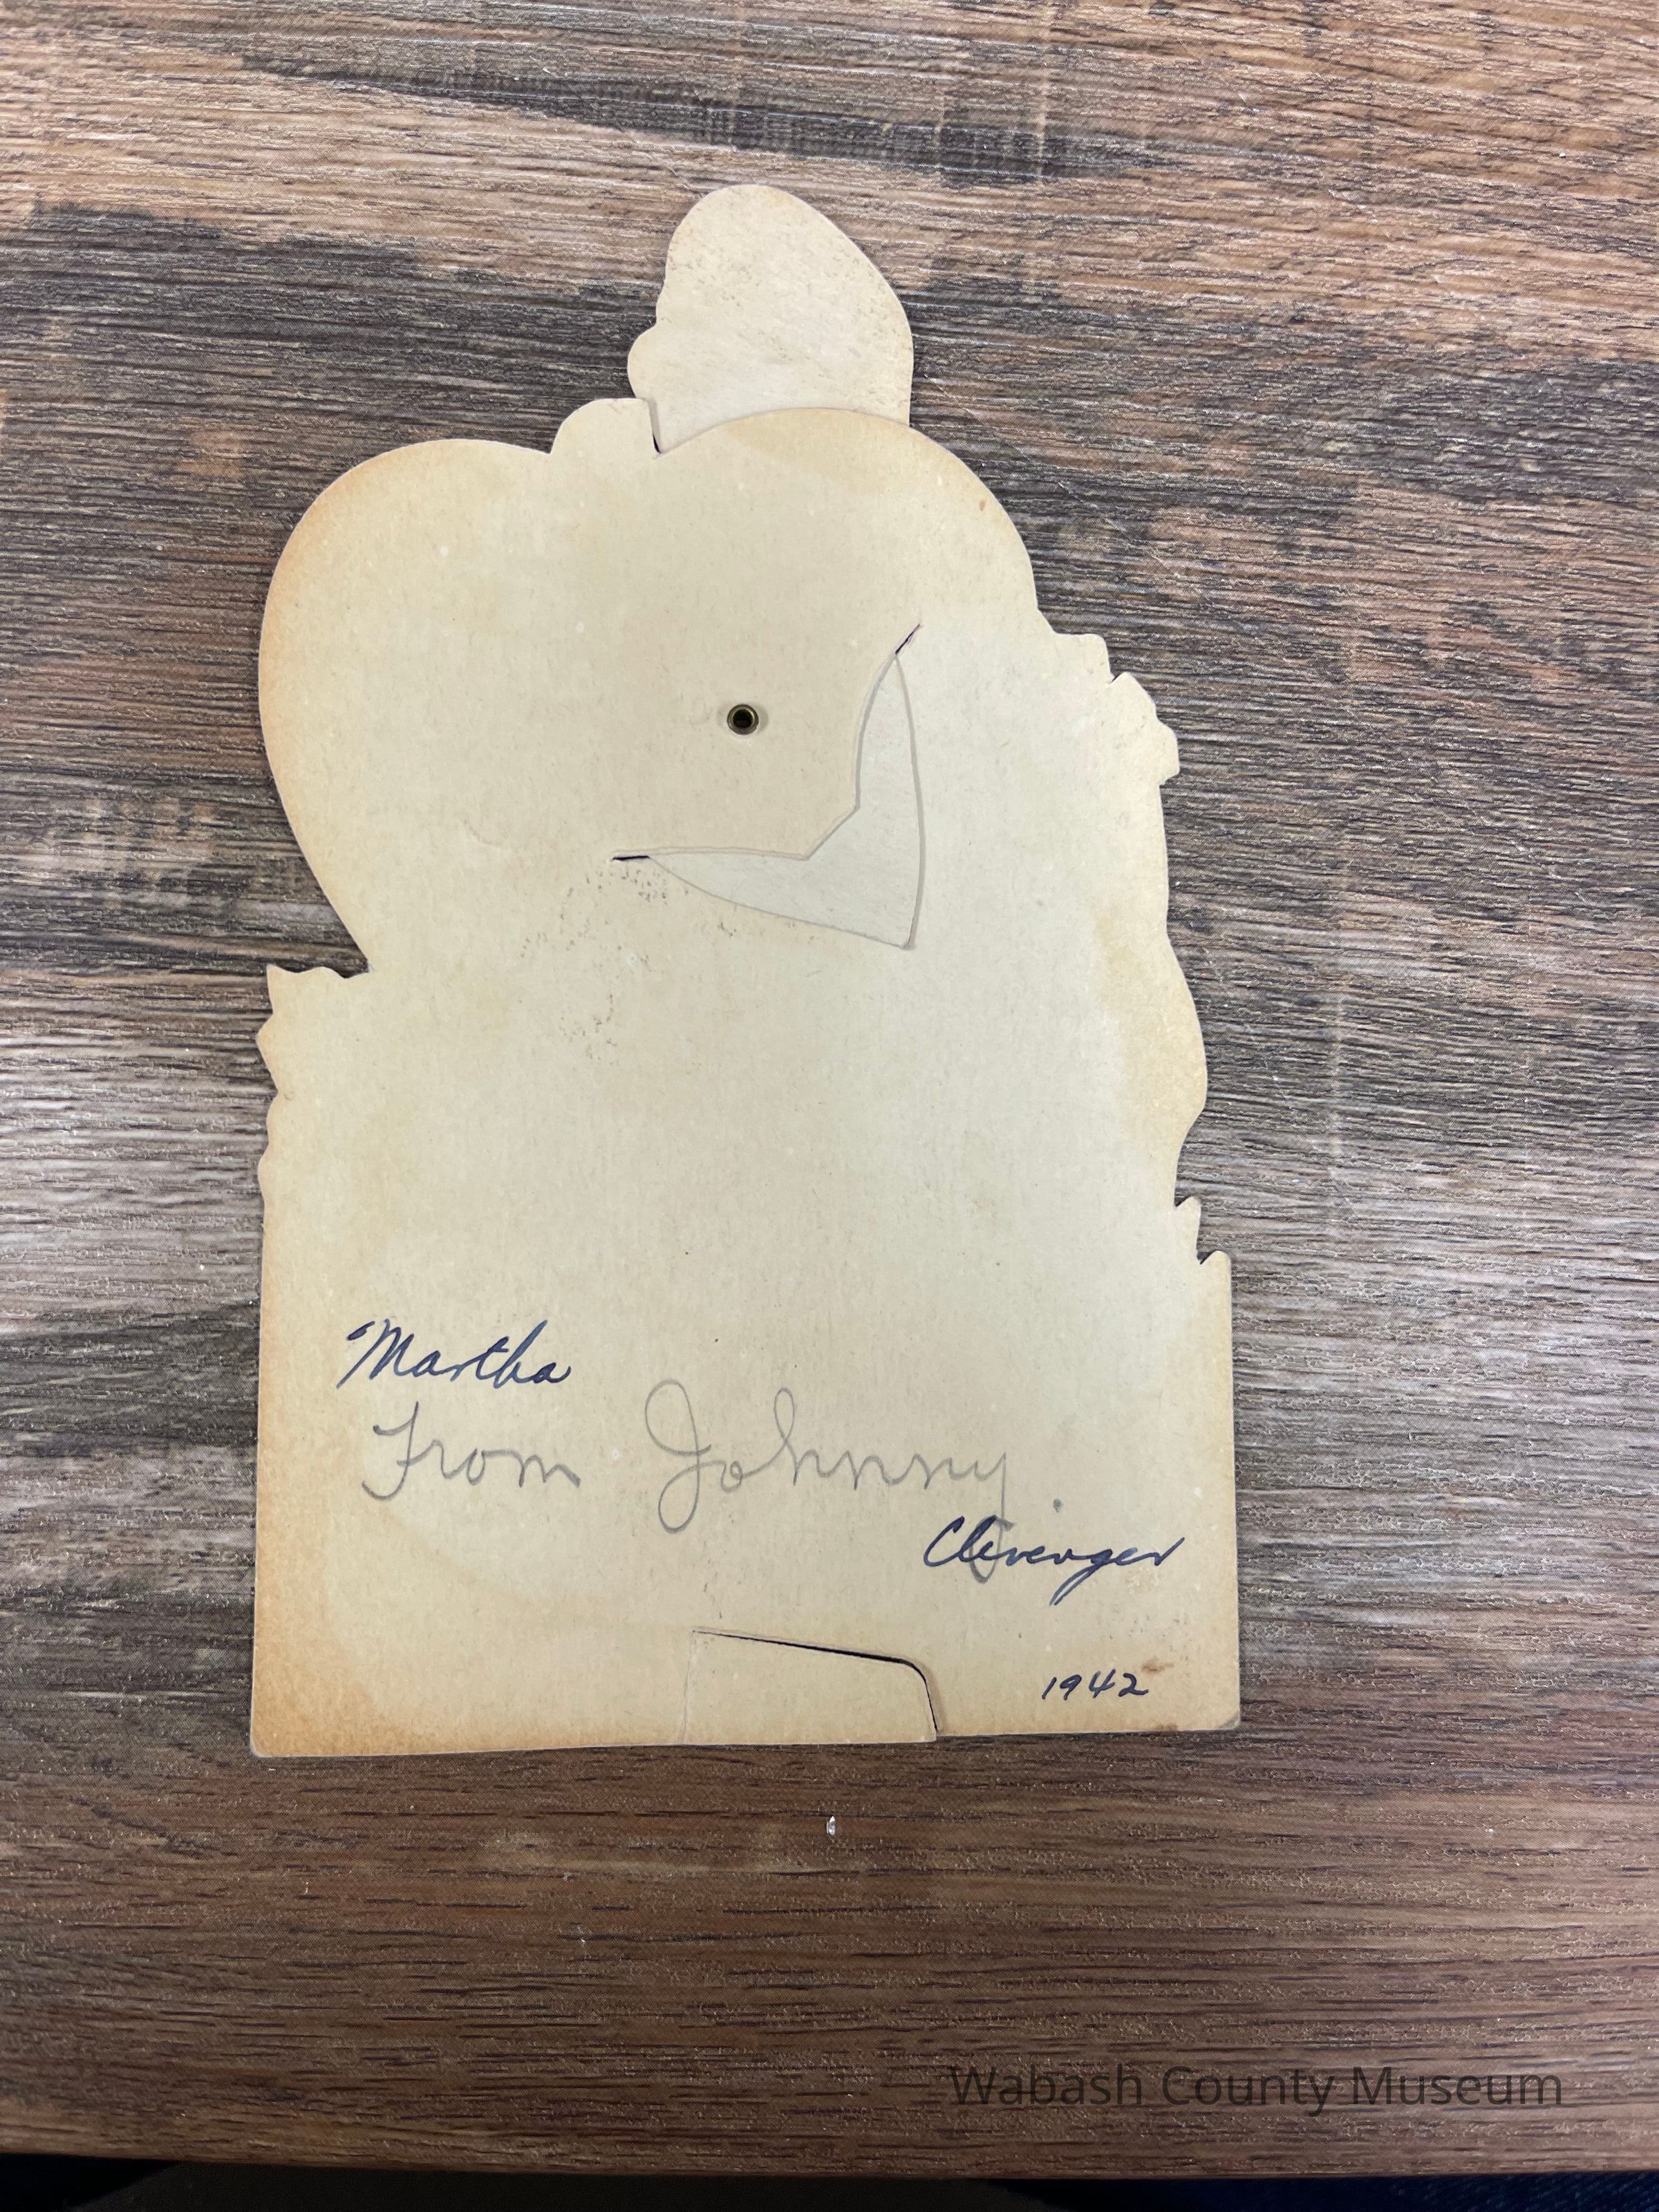 Martha
From Johnny.
Clevenger
1942
Wabash County Museum